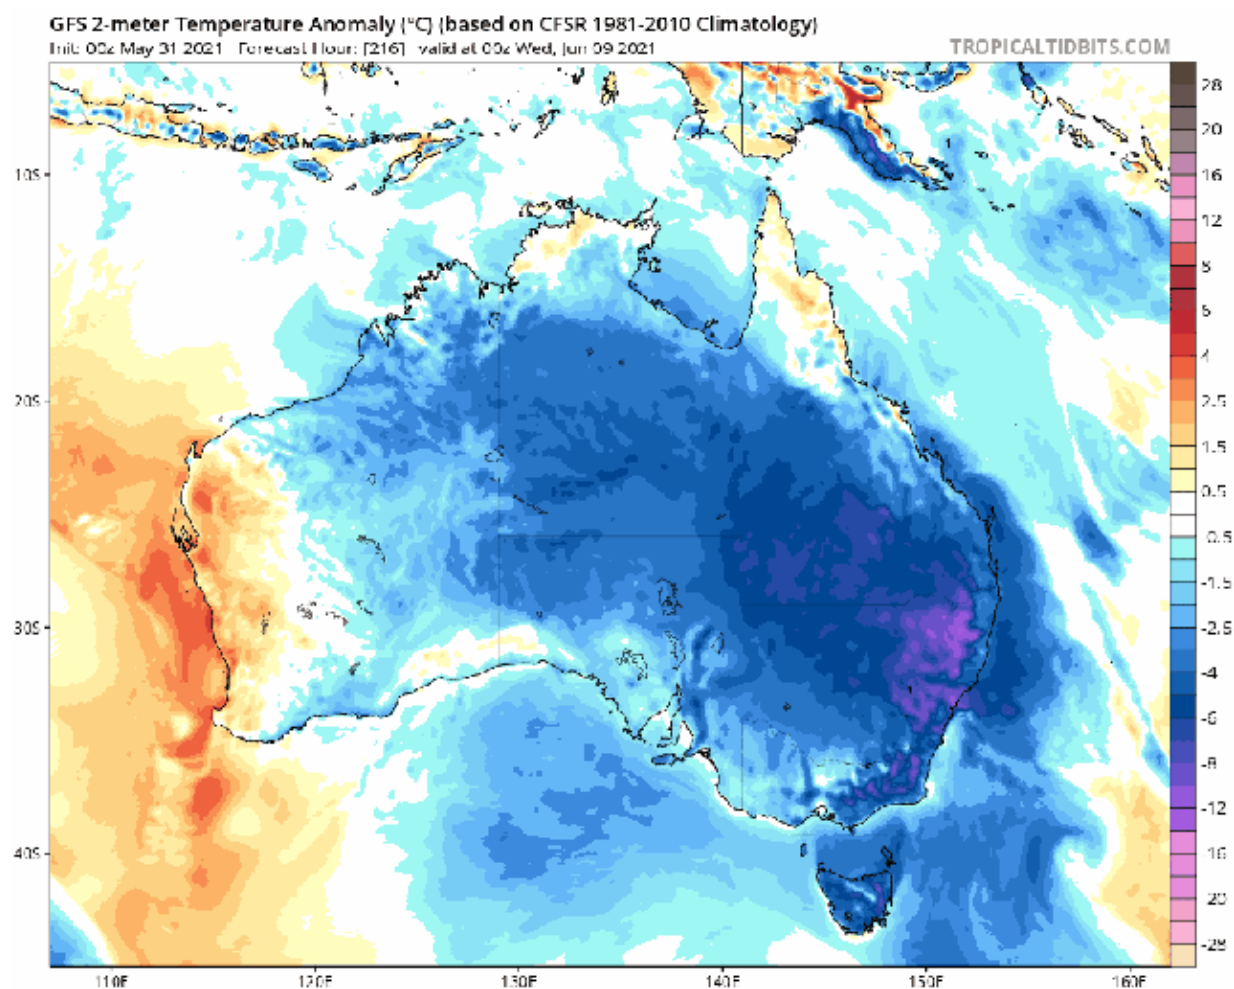 GFS 2-meter Temperature Anomaly (°C) (based on CFSR 1981-2010 Climatology)
Init: 00z May 31 2021 Forecast Hour: [216] valid at 00z Wed, Jun 09 2021
TROPICALTIDBITS.COM
28
20
16
12
8
6
4
2.5
1.5
0.5
-0.5
-1.5
-2.5
-4
-6
-8
-12
-16
-20
-28
10S
20S
30S
40S
110E
120E
130E
140E
150E
160E